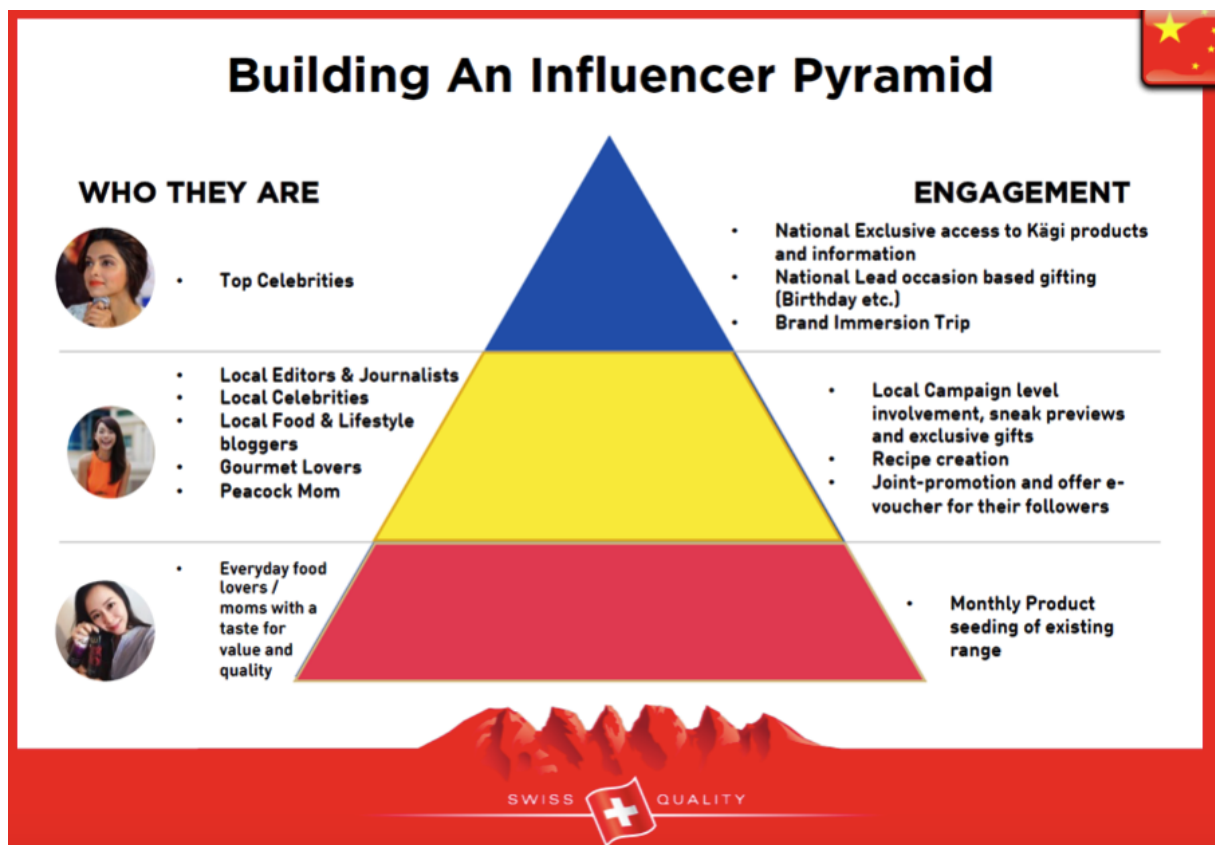 Building An Influencer Pyramid
WHO THEY ARE
ENGAGEMENT
• Top Celebrities
• National Exclusive access to Kägi products
and information
• National Lead occasion based gifting
(Birthday etc.)
• Brand Immersion Trip
• Local Editors & Journalists
• Local Celebrities
• Local Food & Lifestyle
bloggers
• Gourmet Lovers
• Peacock Mom
• Local Campaign level
involvement, sneak previews
and exclusive gifts
• Recipe creation
• Joint-promotion and offer e-
voucher for their followers
• Everyday food
lovers /
moms with a
taste for
value and
quality
• Monthly Product
seeding of existing
range
SWISS QUALITY